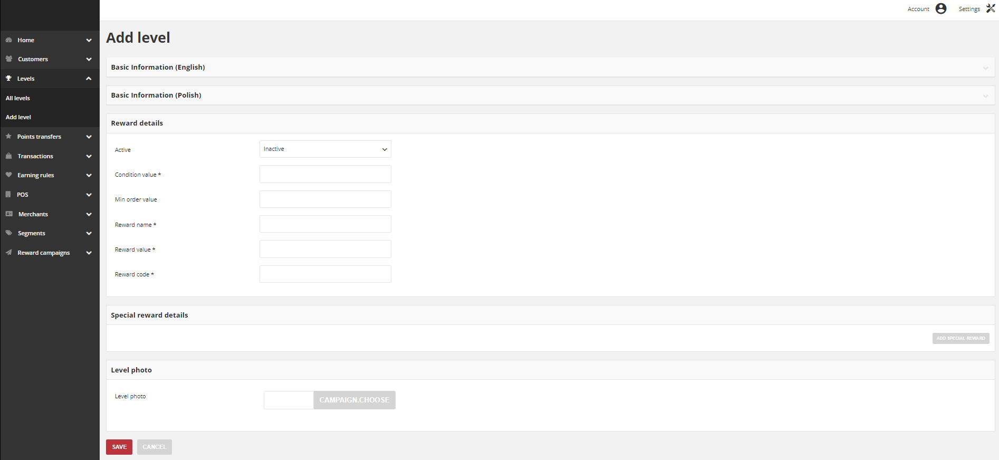 Account
Settings
Home
Customers
Levels
All levels
Add level
Points transfers
Transactions
Earning rules
POS
Merchants
Segments
Reward campaigns
Add level
Basic Information (English)
Basic Information (Polish)
Reward details
Active
Inactive
Condition value *
Min order value
Reward name *
Reward value *
Reward code *
Special reward details
ADD SPECIAL REWARD
Level photo
Level photo
CAMPAIGN.CHOOSE
SAVE
CANCEL